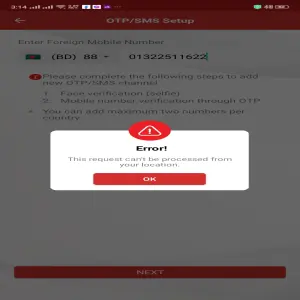 3:14
OTP/SMS Setup
Enter Foreign Mobile Number
(BD) 88 01322511622
Please complete the following steps to add
new OTP/SMS channel
1. Face verification (selfie)
2. Mobile number verification through OTP
• You can add maximum two numbers per
country
Error!
This request can't be processed from
your location.
OK
NEXT